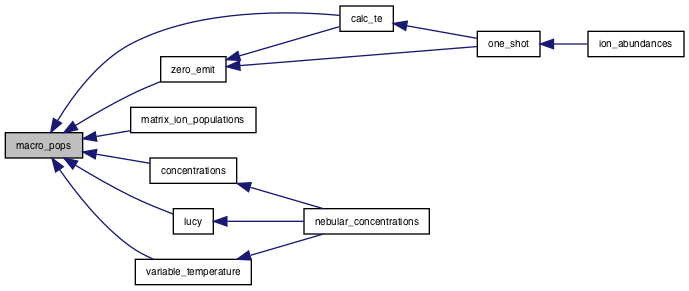 calc_te
one_shot
ion_abundances
zero_emit
matrix_ion_populations
macro_pops
concentrations
lucy
nebular_concentrations
variable_temperature